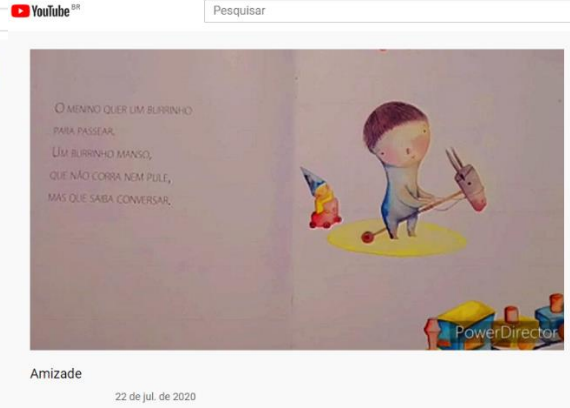 YouTube BR
Pesquisar
O MENINO QUER UM BURRINHO
PARA PASSEAR,
UM BURRINHO MANSO,
QUE NÃO CORRA NEM PULE,
MAS QUE SAIBA CONVERSAR.
PowerDirector
Amizade
22 de jul. de 2020